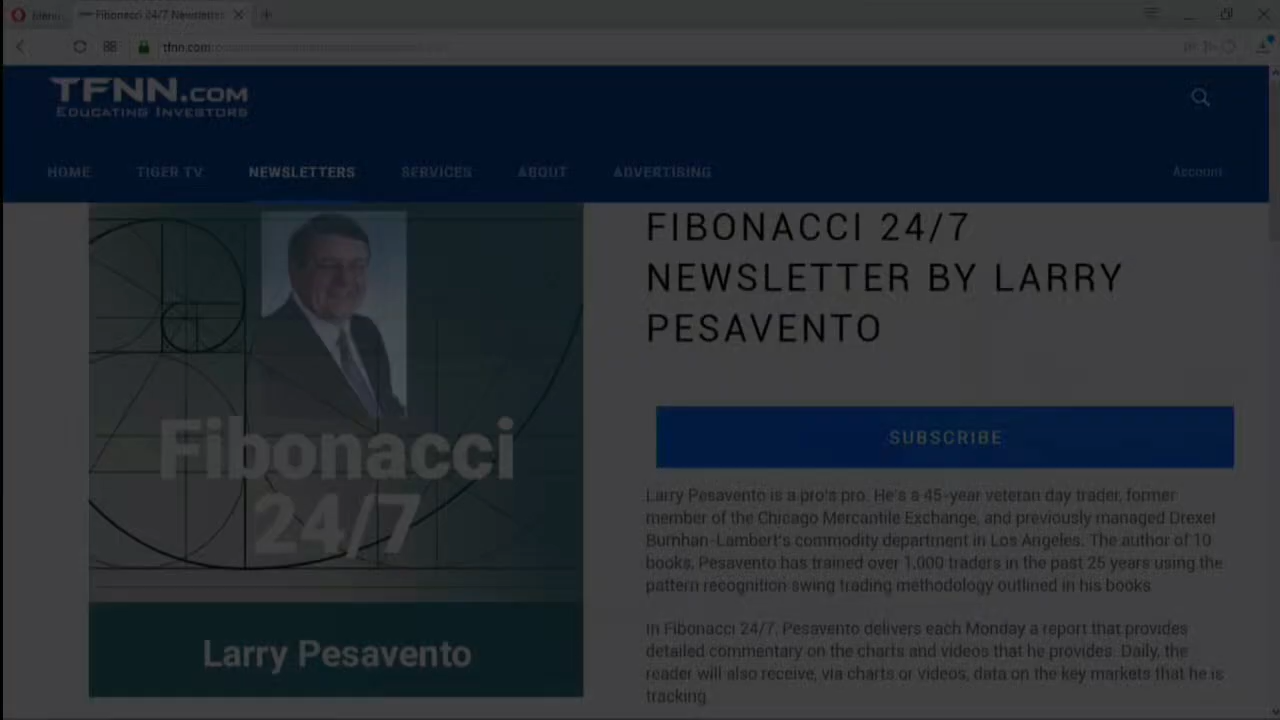 Menu
Fibonacci 24/7 Newsletter
tfnn.com
TFNN.COM
EDUCATING INVESTORS
HOME
TIGER TV
NEWSLETTERS
SERVICES
ABOUT
ADVERTISING
Account
Fibonacci
24/7
Larry Pesavento
FIBONACCI 24/7
NEWSLETTER BY LARRY
PESAVENTO
SUBSCRIBE
Larry Pesavento is a pro's pro. He's a 45-year veteran day trader, former
member of the Chicago Mercantile Exchange, and previously managed Drexel
Burnhan-Lambert's commodity department in Los Angeles. The author of 10
books, Pesavento has trained over 1,000 traders in the past 25 years using the
pattern recognition swing trading methodology outlined in his books
In Fibonacci 24/7, Pesavento delivers each Monday a report that provides
detailed commentary on the charts and videos that he provides. Daily, the
reader will also receive, via charts or videos, data on the key markets that he is
tracking